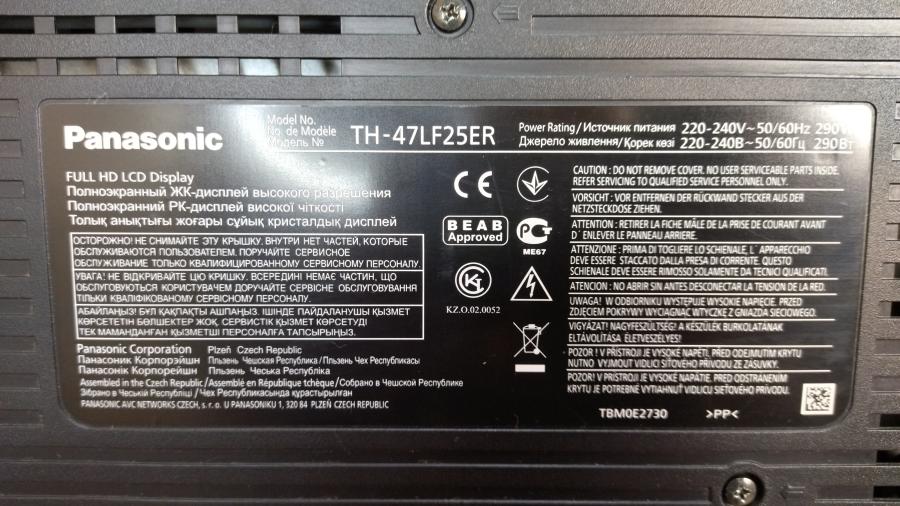 Panasonic
Model No.
No. de Modèle
Модель №
TH-47LF25ER
Power Rating/Источник питания 220-240V~50/60Hz 290W
Джерело живлення/Қорек көзі 220-240В~50/60Гц 290Вт
FULL HD LCD Display
Полноэкранный ЖК-дисплей высокого разрешения
Полноэкранний РК-дисплей високої чіткості
Толық анықтығы жоғары сұйық кристалдық дисплей
ОСТОРОЖНО! НЕ СНИМАЙТЕ ЭТУ КРЫШКУ. ВНУТРИ НЕТ ЧАСТЕЙ, КОТОРЫЕ
ОБСЛУЖИВАЮТСЯ ПОЛЬЗОВАТЕЛЕМ. ПОРУЧАЙТЕ СЕРВИСНОЕ
ОБСЛУЖИВАНИЕ ТОЛЬКО КВАЛИФИЦИРОВАННОМУ СЕРВИСНОМУ ПЕРСОНАЛУ.
УВАГА! НЕ ВІДКРИВАЙТЕ ЦЮ КРИШКУ. ВСЕРЕДИНІ НЕМАЄ ЧАСТИН, ЩО
ОБСЛУГОВУЮТЬСЯ КОРИСТУВАЧЕМ ДОРУЧАЙТЕ СЕРВІСНЕ ОБСЛУГОВУВАННЯ
ТІЛЬКИ КВАЛІФІКОВАНОМУ СЕРВІСНОМУ ПЕРСОНАЛУ.
АБАЙЛАҢЫЗ! БҰЛ ҚАҚПАҚТЫ АШПАҢЫЗ. ІШІНДЕ ПАЙДАЛАНУШЫ ҚЫЗМЕТ
КӨРСЕТЕТІН БӨЛШЕКТЕР ЖОҚ. СЕРВИСТІК ҚЫЗМЕТ КӨРСЕТУДІ
ТЕК МАМАНДАНҒАН ҚЫЗМЕТШІ ПЕРСОНАЛҒА ТАПСЫРЫҢЫЗ.
Panasonic Corporation Plzeň Czech Republic
Панасоник Корпорэйшн Пльзень Чешская Республика/Пльзень Чех Республикасы
Панасонік Корпорейшн Пльзень Чеська Республіка
Assembled in the Czech Republic/Assemblé en République tchèque/Собрано в Чешской Республике
Зібрано в Чеській Республіці /Чех Республикасында құрастырылған
PANASONIC AVC NETWORKS CZECH, s.r.o. U PANASONIKU 1, 320 84 PLZEŇ CZECH REPUBLIC
CE
BEAB
Approved
PC
ME67
KZ.O.02.0052
CAUTION : DO NOT REMOVE COVER. NO USER SERVICEABLE PARTS INSIDE.
REFER SERVICING TO QUALIFIED SERVICE PERSONNEL ONLY.
VORSICHT : VOR ENTFERNEN DER RÜCKWAND STECKER AUS DER
NETZSTECKDOSE ZIEHEN.
ATTENTION : RETIRER LA FICHE MÂLE DE LA PRISE DE COURANT AVANT
D´ ENLEVER LE PANNEAU ARRIERE.
ATTENZIONE : PRIMA DI TOGLIERE LO SCHIENALE, L´ APPARECCHIO
DEVE ESSERE STACCATO DALLA PRESA DI CORRENTE. QUESTO
SCHIENALE DEVE ESSERE RIMOSSO SOLAMENTE DA TECNICI QUALIFICATI.
ATENCION : NO ABRIR SIN ANTES DESCONECTAR LA TENSION DE LA RED.
UWAGA! W ODBIORNIKU WYSTĘPUJE WYSOKIE NAPIĘCIE. PRZED
ZDJĘCIEM POKRYWY WYCIĄGNAĆ WTYCZKĘ Z GNIAZDA SIECIOWEGO.
VIGYÁZAT! NAGYFESZÜLTSÉG! A KÉSZÜLÉK BURKOLATÁNAK
ELTÁVOLÍTÁSA ÉLETVESZÉLYES!
POZOR ! V PŘÍSTROJI JE VYSOKÉ NAPĚTÍ, PŘED ODEJMUTÍM KRYTU
NUTNO VYTÁHNOUT VIDLICI SÍŤOVÉHO PŘÍVODU ZE ZÁSUVKY.
POZOR! V PRÍSTROJI JE VYSOKÉ NAPÄTIE. PRED ODSTRÁNENÍM
KRYTU JE POTREBNÉ VYTIAHNUŤ VIDLICU SIEŤOVÉHO PRÍVODU.
TBM0E2730 >PP<